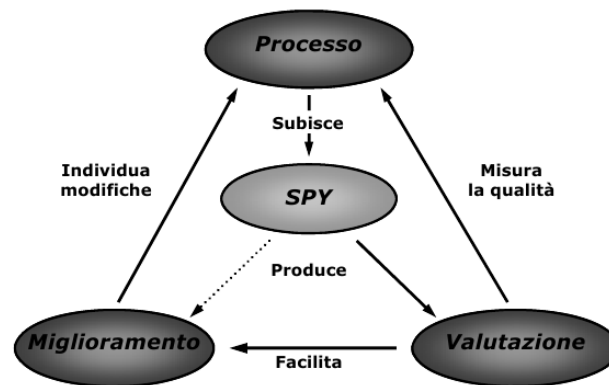 Processo
Subisce
Individua
modifiche
Misura
la qualità
SPY
Produce
Miglioramento
Valutazione
Facilita